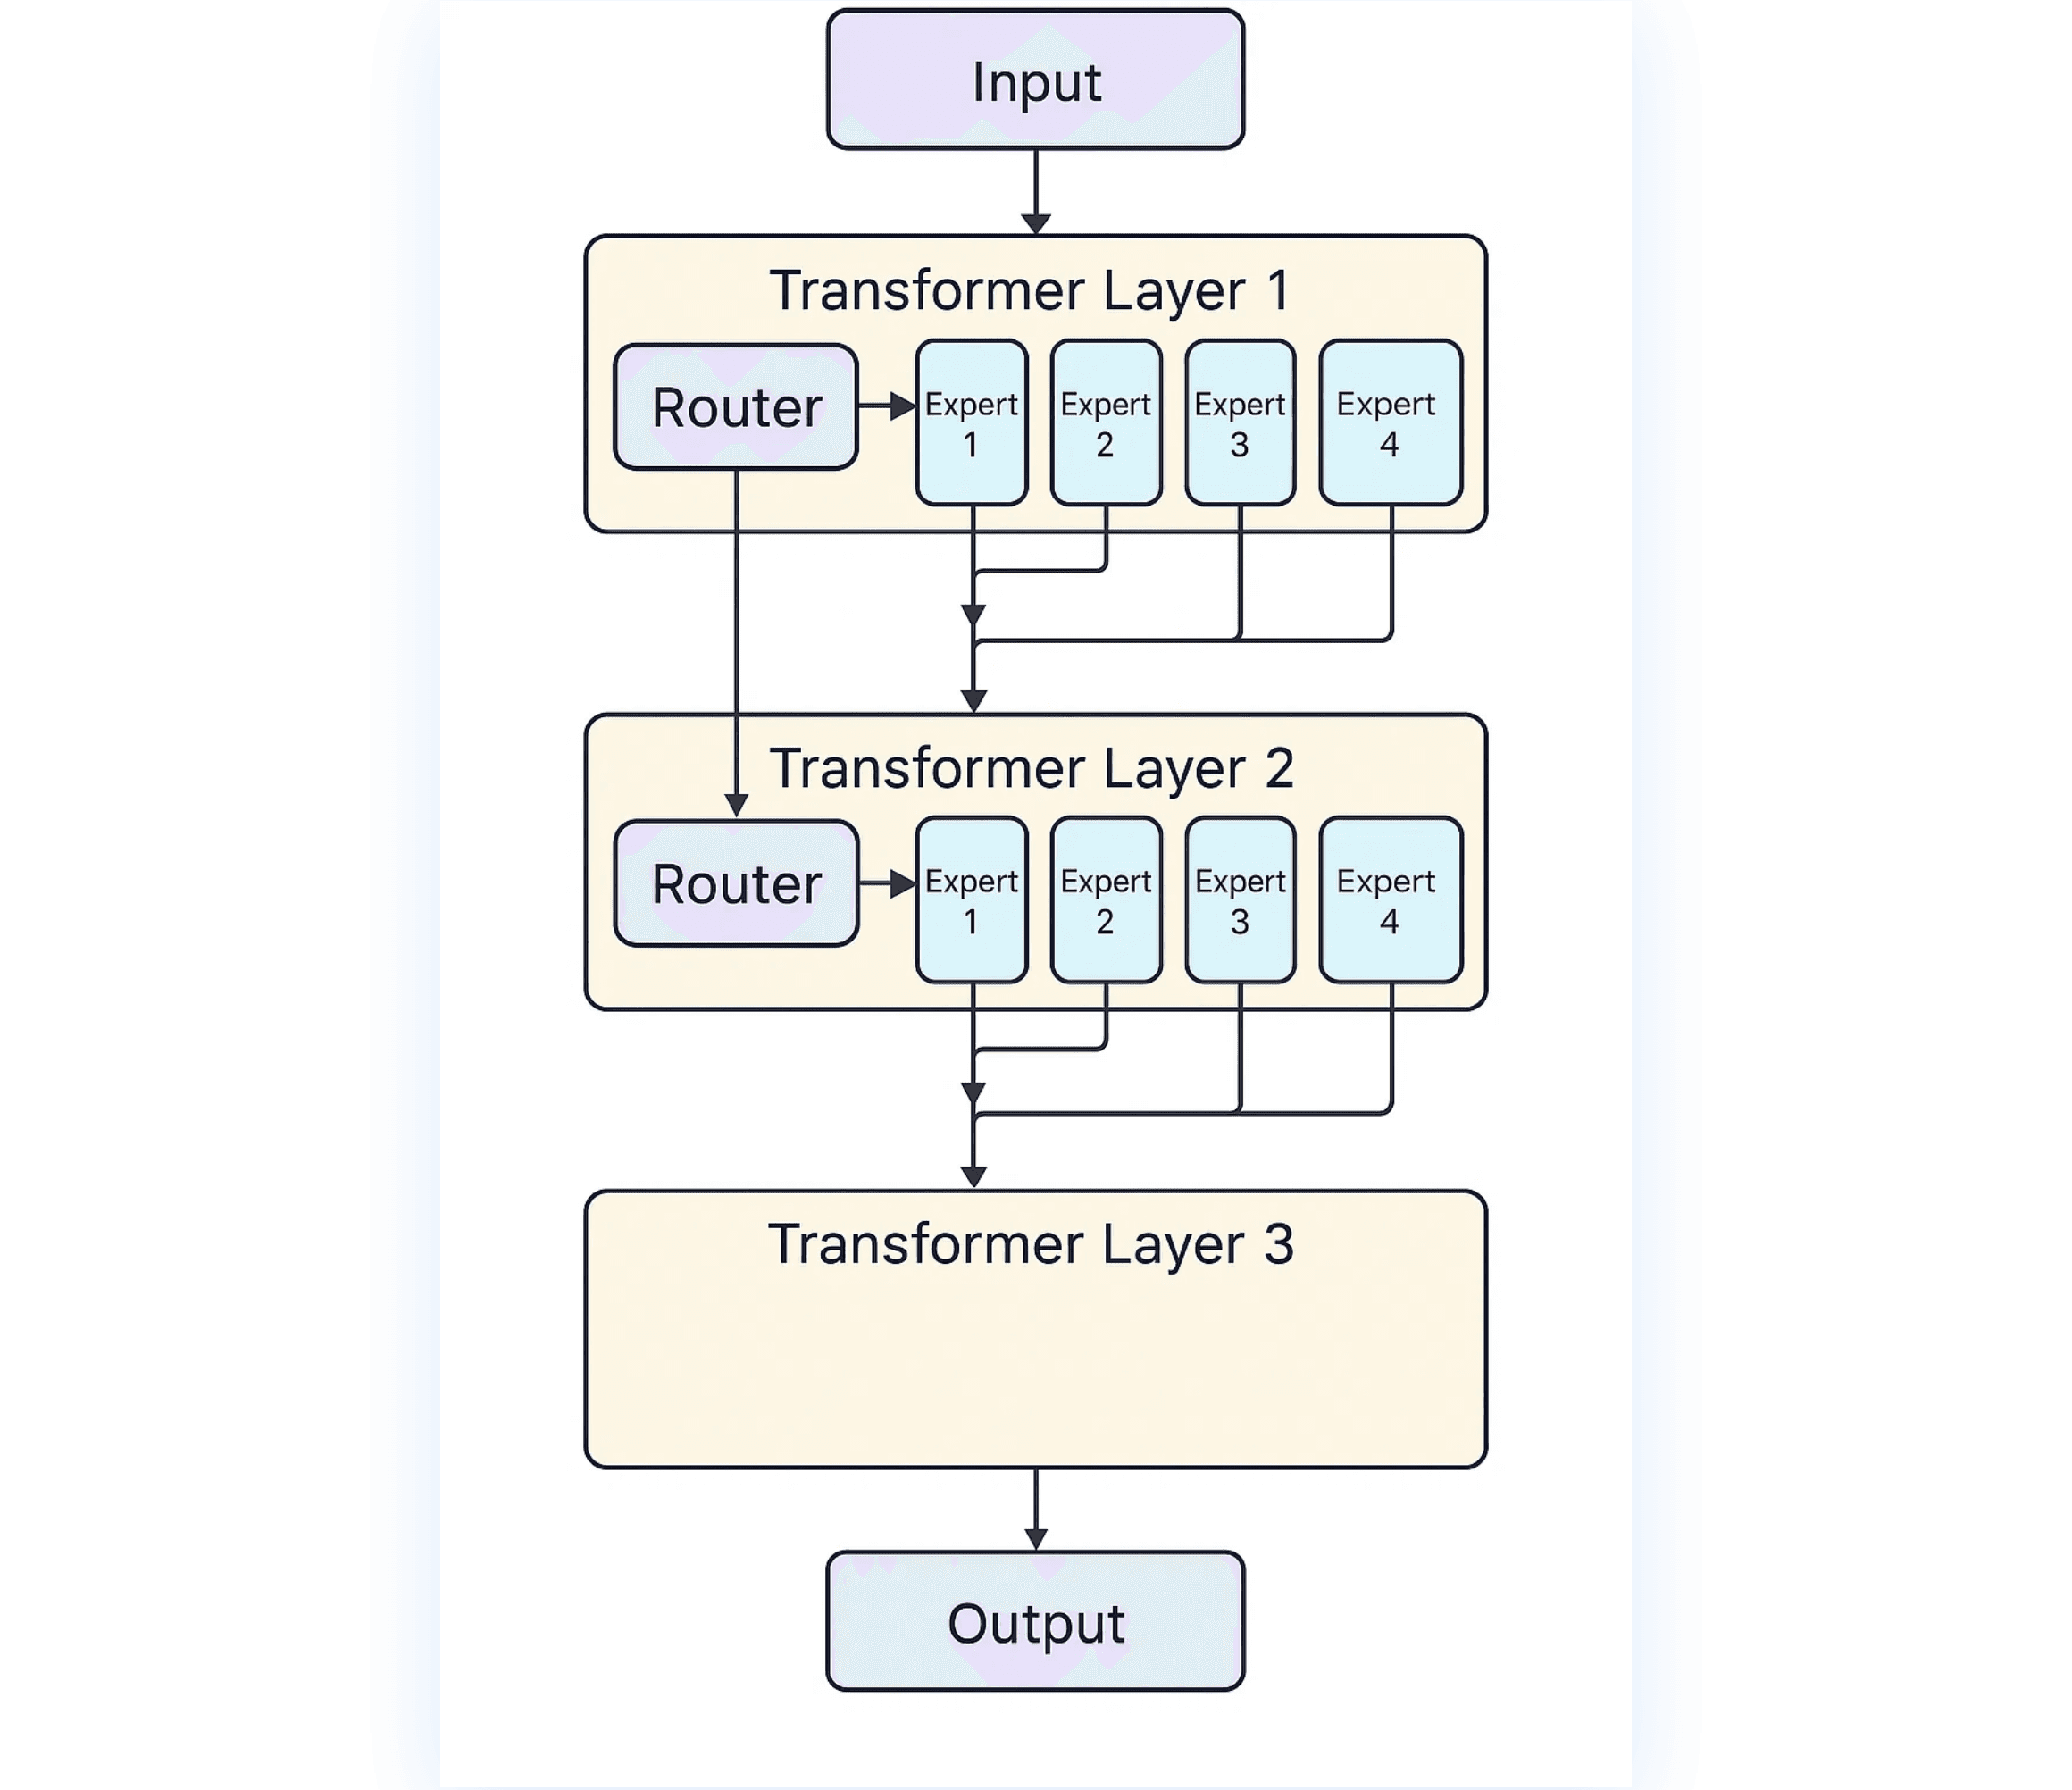 Input
Transformer Layer 1
Router
Expert
1
Expert
2
Expert
3
Expert
4
Transformer Layer 2
Router
Expert
1
Expert
2
Expert
3
Expert
4
Transformer Layer 3
Output